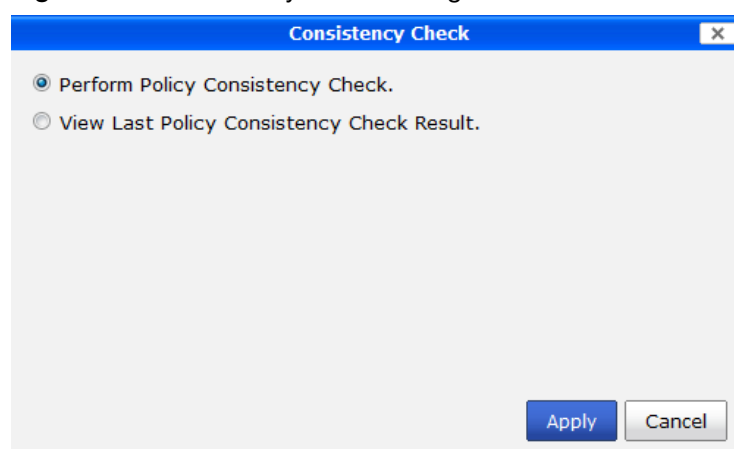 Consistency Check
Perform Policy Consistency Check.
View Last Policy Consistency Check Result.
Apply Cancel